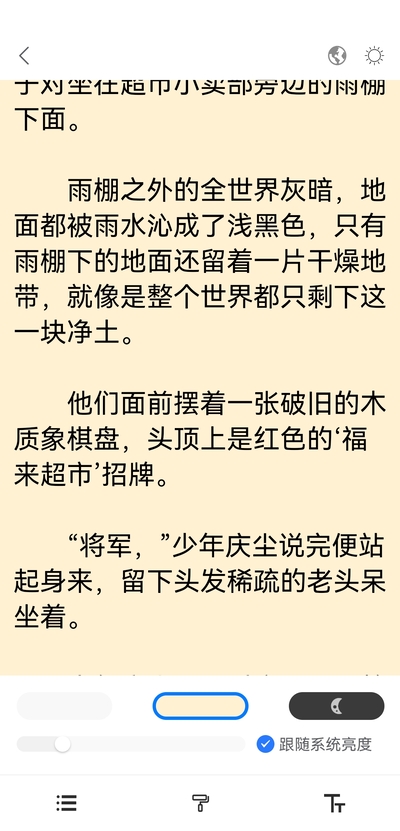 子对坐在超市小卖部旁边的雨棚
下面。
雨棚之外的全世界灰暗，地
面都被雨水沁成了浅黑色，只有
雨棚下的地面还留着一片干燥地
带，就像是整个世界都只剩下这
一块净土。
他们面前摆着一张破旧的木
质象棋盘，头顶上是红色的‘福
来超市’招牌。
“将军，”少年庆尘说完便站
起身来，留下头发稀疏的老头呆
坐着。
跟随系统亮度